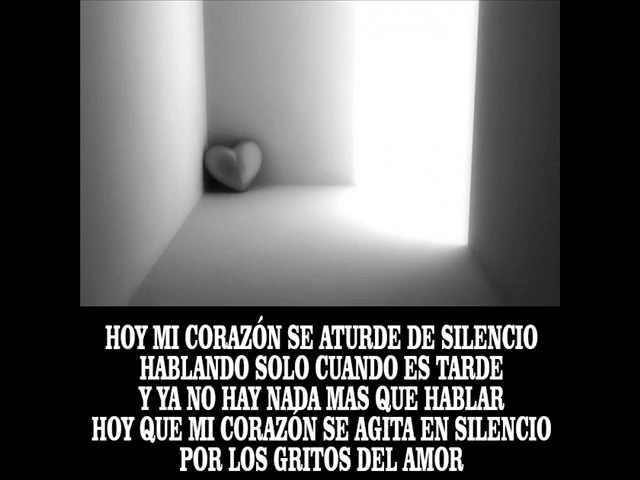 HOY MI CORAZÓN SE ATURDE DE SILENCIO
HABLANDO SOLO CUANDO ES TARDE
Y YA NO HAY NADA MAS QUE HABLAR
HOY QUE MI CORAZÓN SE AGITA EN SILENCIO
POR LOS GRITOS DEL AMOR